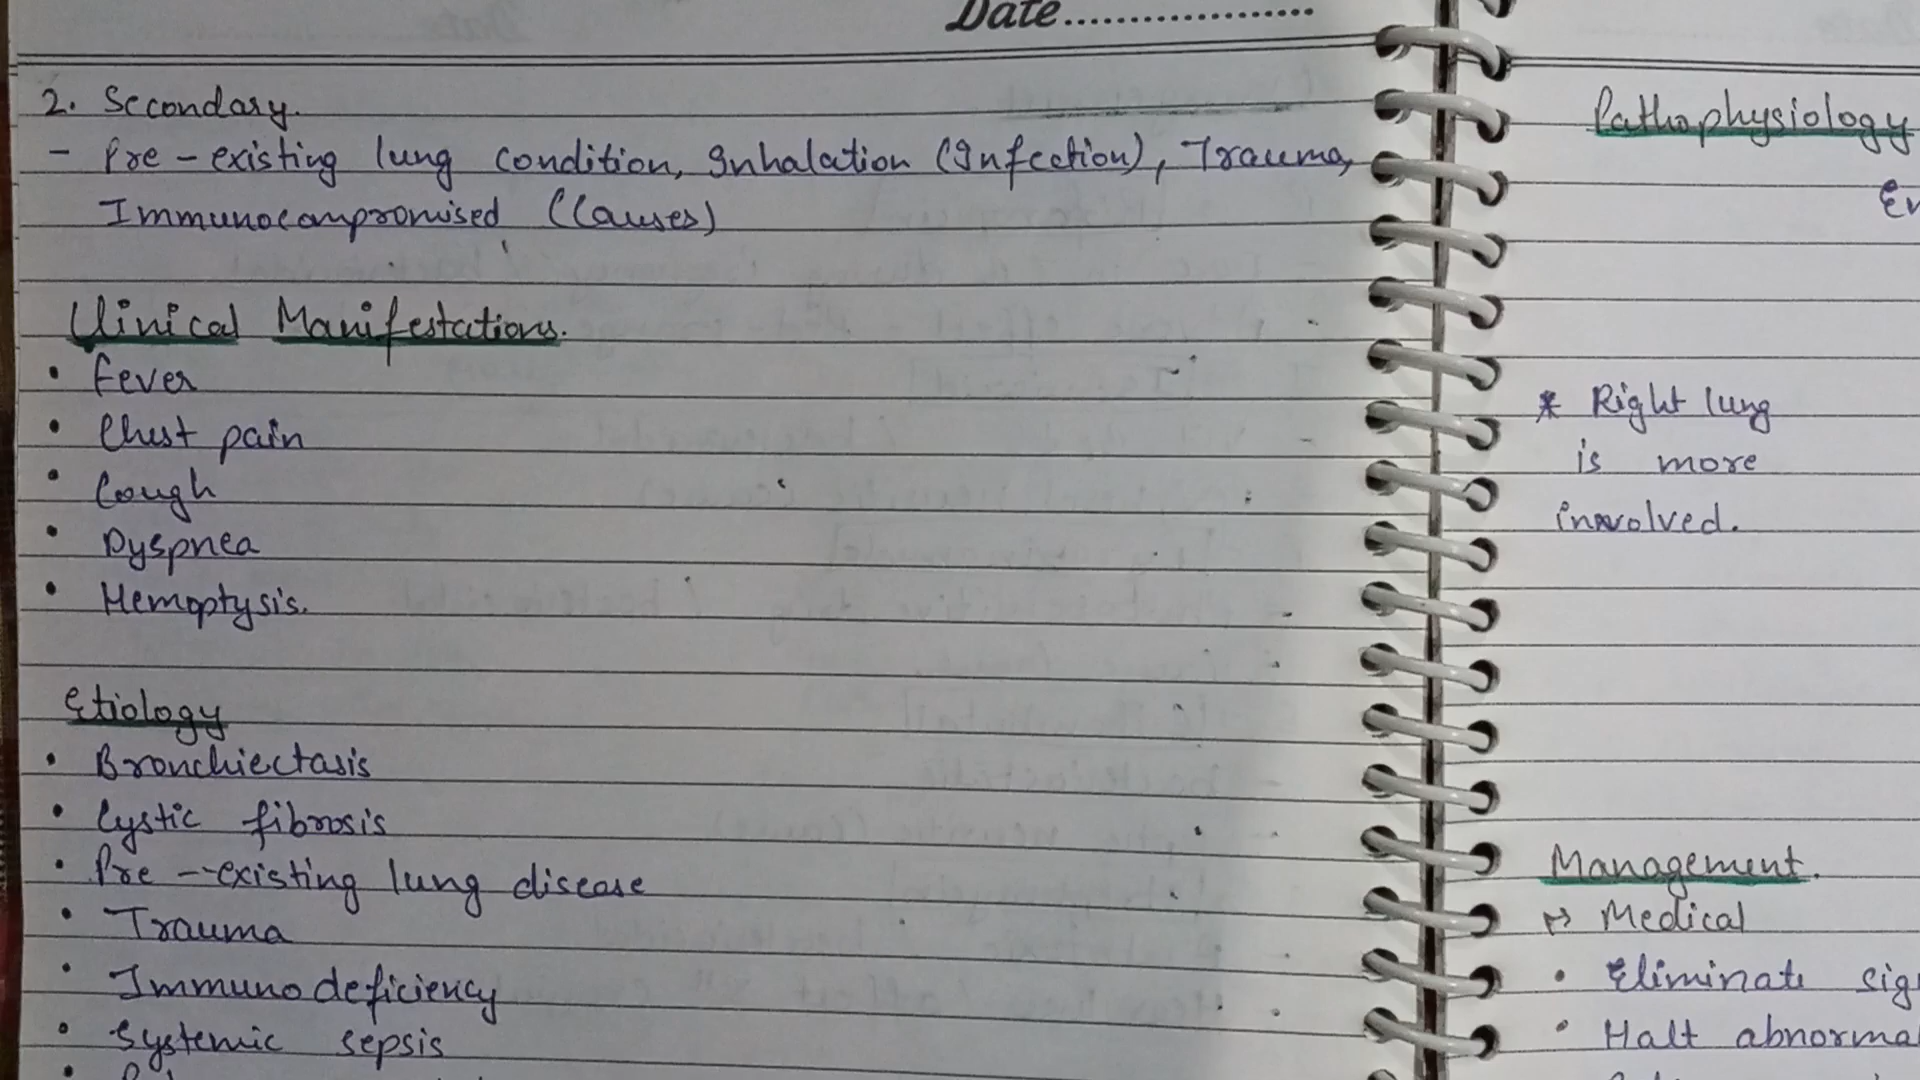 Date....................
2. Secondary.
- Pre-existing lung condition, Inhalation (Infection), Trauma,
Immunocompromised (Causes)
Clinical Manifestations.
• Fever
• Chest pain
• Cough
• Dyspnea
• Hemoptysis.
Etiology
• Bronchiectasis
• Cystic fibrosis
• Pre-existing lung disease
• Trauma
• Immunodeficiency
• Systemic sepsis
Pathophysiology
* Right lung
is more
involved.
Management.
Medical
• Eliminate
• Halt